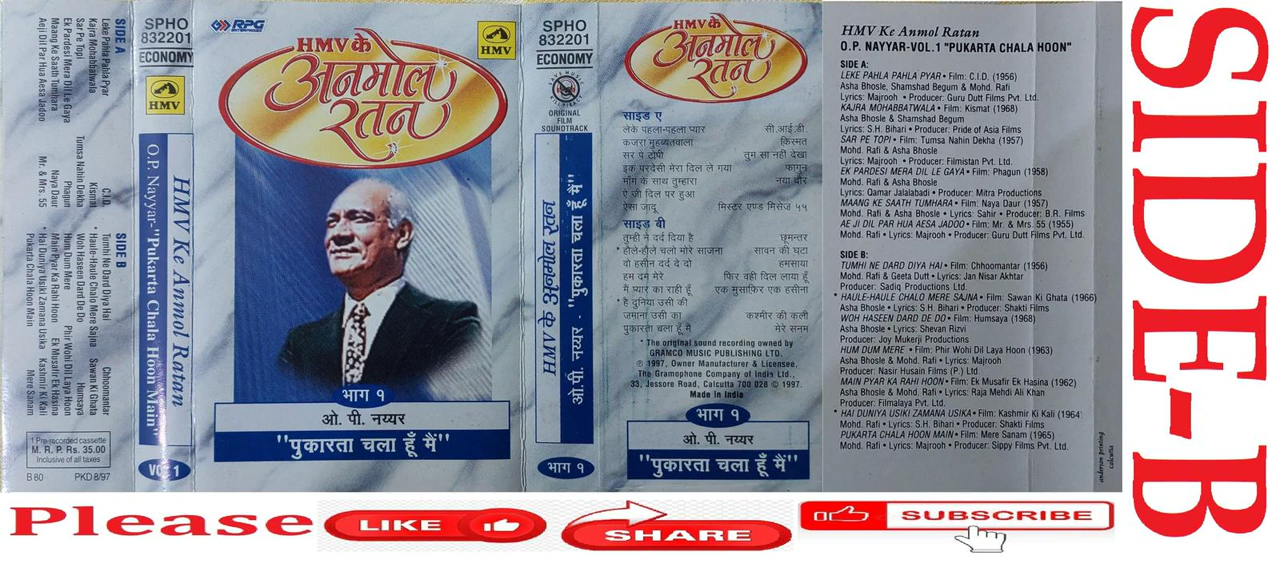 SIDE A
Leke Pahla Pahla Pyar C.I.D.
Kajra Mohabbatwala Kismat
Sar Pe Topi Tumsa Nahin Dekha
Ek Pardesi Mera Dil Le Gaya Phagun
Maang Ke Saath Tumhara Naya Daur
Aeji Dil Par Hua Aesa Jadoo Mr. & Mrs. 55
SIDE B
Tumhi Ne Dard Diya Hai Chhoomantar
* Haule-Haule Chalo Mere Sajna Sawan Ki Ghata
Woh Haseen Dard De Do Humsaya
Hum Dum Mere Phir Wohi Dil Laya Hoon
Main Pyar Ka Rahi Hoon Ek Musafir Ek Hasina
* Hai Duniya Usiki Zamana Usika Kashmir Ki Kali
Pukarta Chala Hoon Main Mere Sanam
1 Pre-recorded cassette
M. R. P. Rs. 35.00
Inclusive of all taxes
B 80 PKD 8/97
SPHO
832201
ECONOMY
HMV
HMV Ke Anmol Ratan
O.P. Nayyar-"Pukarta Chala Hoon Main"
VOL 1
RPG
HMV
HMV के
अनमोल
रतन
भाग १
ओ. पी. नय्यर
"पुकारता चला हूँ मैं"
SPHO
832201
ECONOMY
ORIGINAL
FILM
SOUNDTRACK
HMV के अनमोल रतन
ओ.पी. नय्यर - "पुकारता चला हूँ मैं"
भाग १
HMV के
अनमोल
रतन
साइड ए
लेके पहला-पहला प्यार सी.आई.डी.
कजरा मुहब्बतवाला किस्मत
सर पे टोपी तुम सा नहीं देखा
इक परदेसी मेरा दिल ले गया फागुन
माँग के साथ तुम्हारा नया दौर
ऐ जी दिल पर हुआ
ऐसा जादू मिस्टर एण्ड मिसेज ५५
साइड बी
तुम्ही ने दर्द दिया है छूमन्तर
* हौले-हौले चलो मोरे साजना सावन की घटा
वो हसीन दर्द दे दो हमसाया
हम दम मेरे फिर वही दिल लाया हूँ
मैं प्यार का राही हूँ एक मुसाफ़िर एक हसीना
* है दुनिया उसी की
जमाना उसी का कश्मीर की कली
पुकारता चला हूँ मैं मेरे सनम
* The original sound recording owned by
GRAMCO MUSIC PUBLISHING LTD.
℗ 1997, Owner Manufacturer & Licensee,
The Gramophone Company of India Ltd.,
33, Jessore Road, Calcutta 700 028 © 1997.
Made in India
भाग १
ओ. पी. नय्यर
"पुकारता चला हूँ मैं"
HMV Ke Anmol Ratan
O.P. NAYYAR-VOL.1 "PUKARTA CHALA HOON"
SIDE A:
LEKE PAHLA PAHLA PYAR • Film: C.I.D. (1956)
Asha Bhosle, Shamshad Begum & Mohd. Rafi
Lyrics: Majrooh • Producer: Guru Dutt Films Pvt. Ltd.
KAJRA MOHABBATWALA • Film: Kismat (1968)
Asha Bhosle & Shamshad Begum
Lyrics: S.H. Bihari • Producer: Pride of Asia Films
SAR PE TOPI • Film: Tumsa Nahin Dekha (1957)
Mohd. Rafi & Asha Bhosle
Lyrics: Majrooh • Producer: Filmistan Pvt. Ltd.
EK PARDESI MERA DIL LE GAYA • Film: Phagun (1958)
Mohd. Rafi & Asha Bhosle
Lyrics: Qamar Jalalabadi • Producer: Mitra Productions
MAANG KE SAATH TUMHARA • Film: Naya Daur (1957)
Mohd. Rafi & Asha Bhosle • Lyrics: Sahir • Producer: B.R. Films
AE JI DIL PAR HUA AESA JADOO • Film: Mr. & Mrs. 55 (1955)
Mohd. Rafi • Lyrics: Majrooh • Producer: Guru Dutt Films Pvt. Ltd.
SIDE B:
TUMHI NE DARD DIYA HAI • Film: Chhoomantar (1956)
Mohd. Rafi & Geeta Dutt • Lyrics: Jan Nisar Akhtar
Producer: Sadiq Productions Ltd.
* HAULE-HAULE CHALO MERE SAJNA • Film: Sawan Ki Ghata (1966)
Asha Bhosle • Lyrics: S.H. Bihari • Producer: Shakti Films
WOH HASEEN DARD DE DO • Film: Humsaya (1968)
Asha Bhosle • Lyrics: Shevan Rizvi
Producer: Joy Mukerji Productions
HUM DUM MERE • Film: Phir Wohi Dil Laya Hoon (1963)
Asha Bhosle & Mohd. Rafi • Lyrics: Majrooh
Producer: Nasir Husain Films (P.) Ltd.
MAIN PYAR KA RAHI HOON • Film: Ek Musafir Ek Hasina (1962)
Asha Bhosle & Mohd. Rafi • Lyrics: Raja Mehdi Ali Khan
Producer: Filmalaya Pvt. Ltd.
* HAI DUNIYA USIKI ZAMANA USIKA • Film: Kashmir Ki Kali (1964
Mohd. Rafi • Lyrics: S.H. Bihari • Producer: Shakti Films
PUKARTA CHALA HOON MAIN • Film: Mere Sanam (1965)
Mohd. Rafi • Lyrics: Majrooh • Producer: Sippy Films Pvt. Ltd.
calcutta
SIDE-B
Please
LIKE
SHARE
SUBSCRIBE